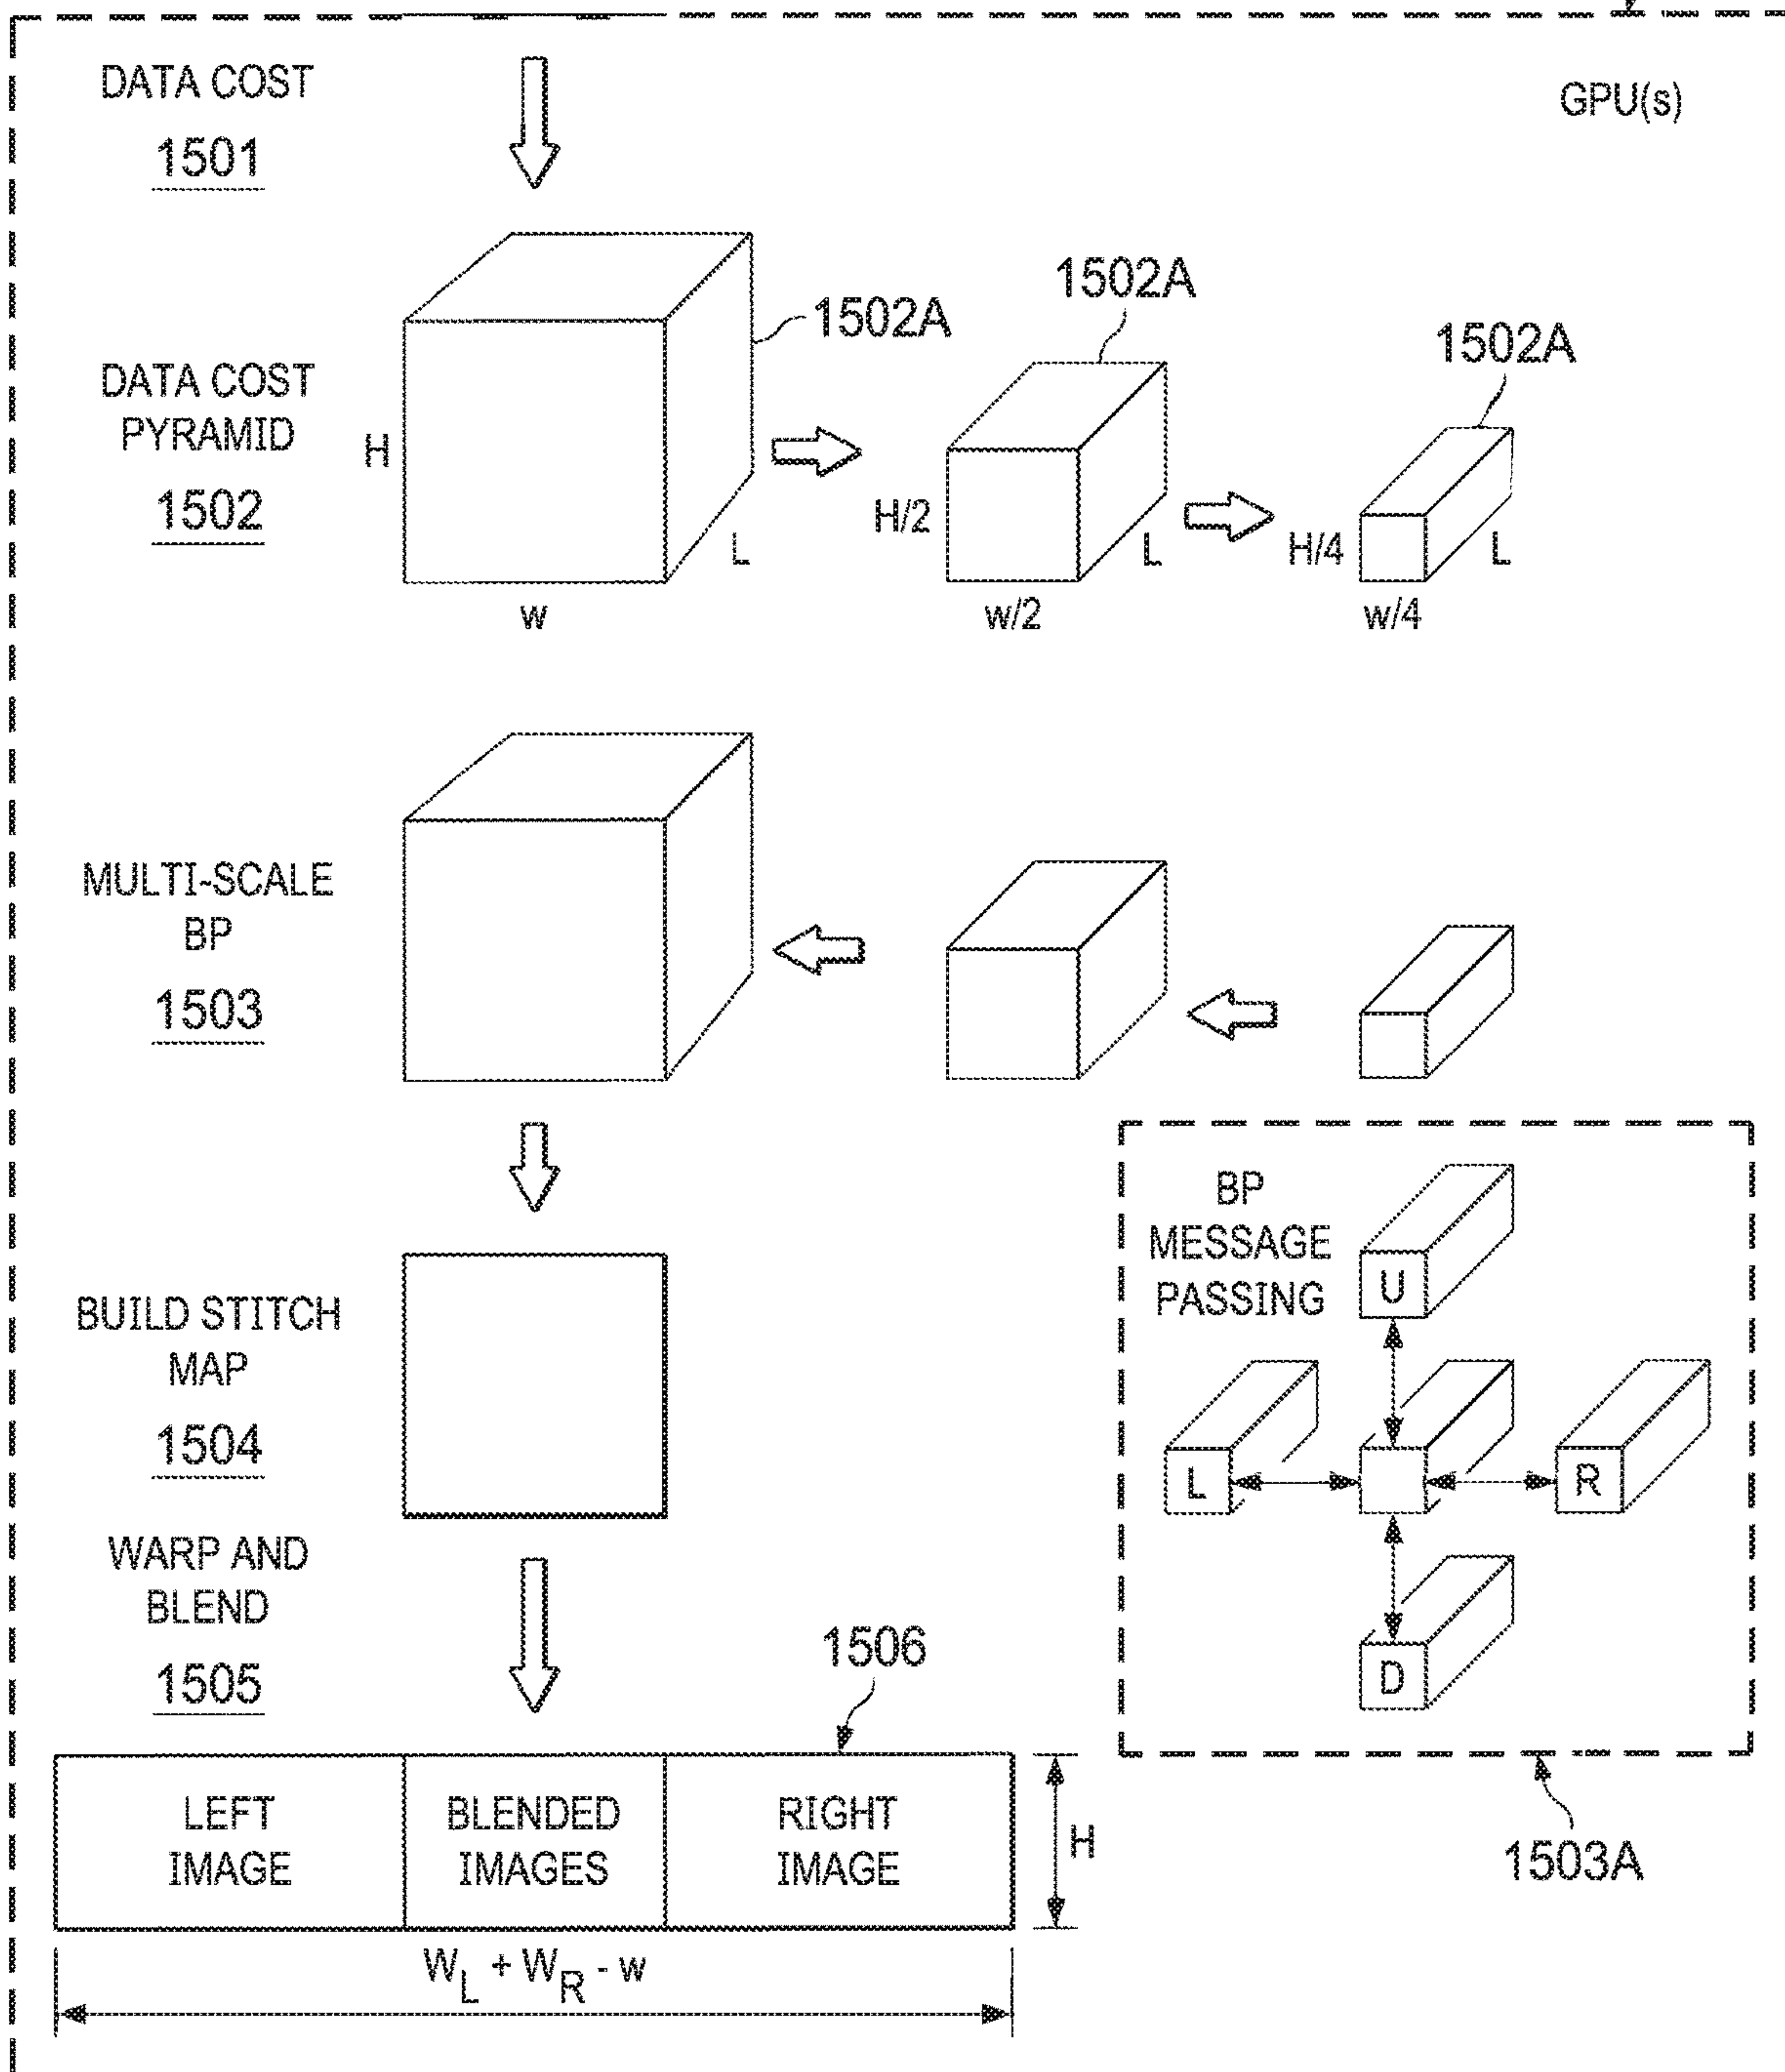 DATA COST
1501
GPU(s)
DATA COST
PYRAMID
1502
H
w
L
1502A
H/2
w/2
L
1502A
H/4
w/4
L
1502A
MULTI-SCALE
BP
1503
BUILD STITCH
MAP
1504
BP
MESSAGE
PASSING
U
L
R
D
1503A
WARP AND
BLEND
1505
1506
LEFT
IMAGE
BLENDED
IMAGES
RIGHT
IMAGE
H
W_L + W_R - w